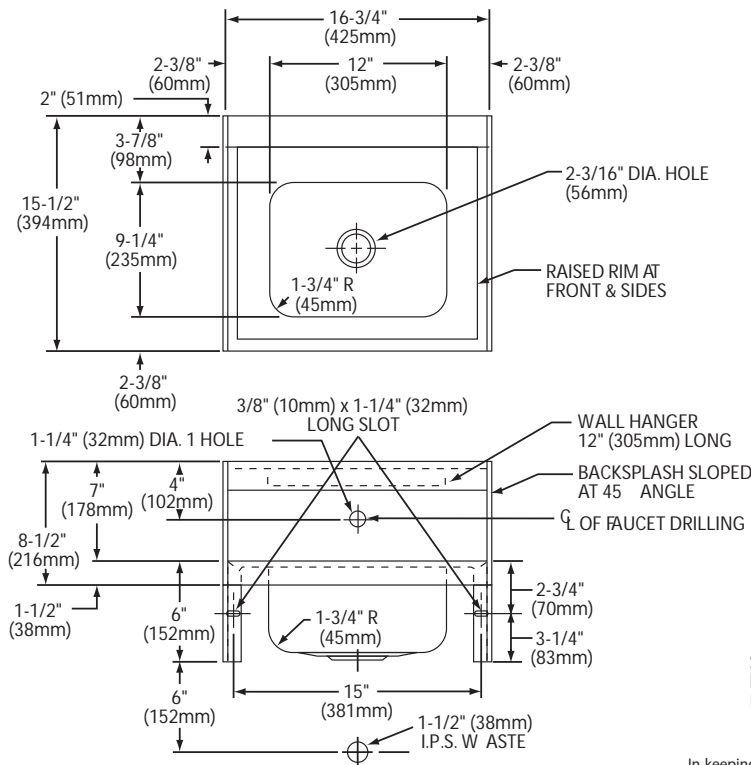 16-3/4"
(425mm)
2-3/8"
(60mm)
12"
(305mm)
2-3/8"
(60mm)
2" (51mm)
3-7/8"
(98mm)
2-3/16" DIA. HOLE
(56mm)
15-1/2"
(394mm)
9-1/4"
(235mm)
RAISED RIM AT
FRONT & SIDES
1-3/4" R
(45mm)
2-3/8"
(60mm)
3/8" (10mm) x 1-1/4" (32mm)
LONG SLOT
WALL HANGER
12" (305mm) LONG
1-1/4" (32mm) DIA. 1 HOLE
BACKSPLASH SLOPED
AT 45 ANGLE
7"
(178mm)
4"
(102mm)
CL OF FAUCET DRILLING
8-1/2"
(216mm)
1-1/2"
(38mm)
6"
(152mm)
1-3/4" R
(45mm)
2-3/4"
(70mm)
3-1/4"
(83mm)
6"
(152mm)
15"
(381mm)
1-1/2" (38mm)
I.P.S. W ASTE
In keeping